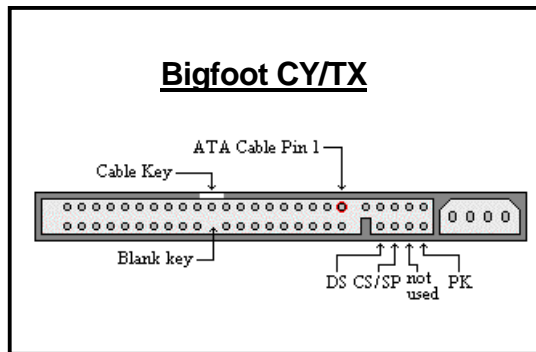 Bigfoot CY/TX
ATA Cable Pin 1
Cable Key
Blank key
DS CS/SP not used PK